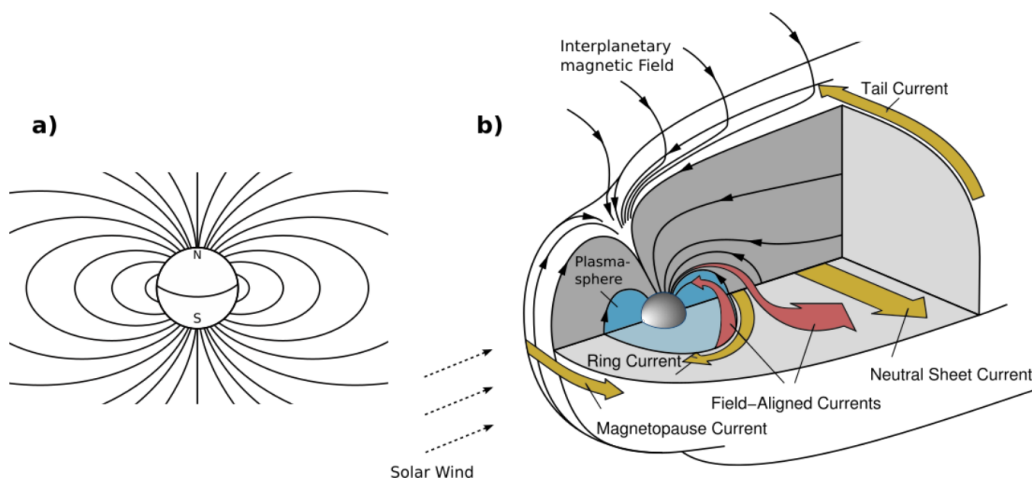 a)
N
S
b)
Interplanetary
magnetic Field
Tail Current
Plasma-
sphere
Ring Current
Neutral Sheet Current
Field–Aligned Currents
Magnetopause Current
Solar Wind